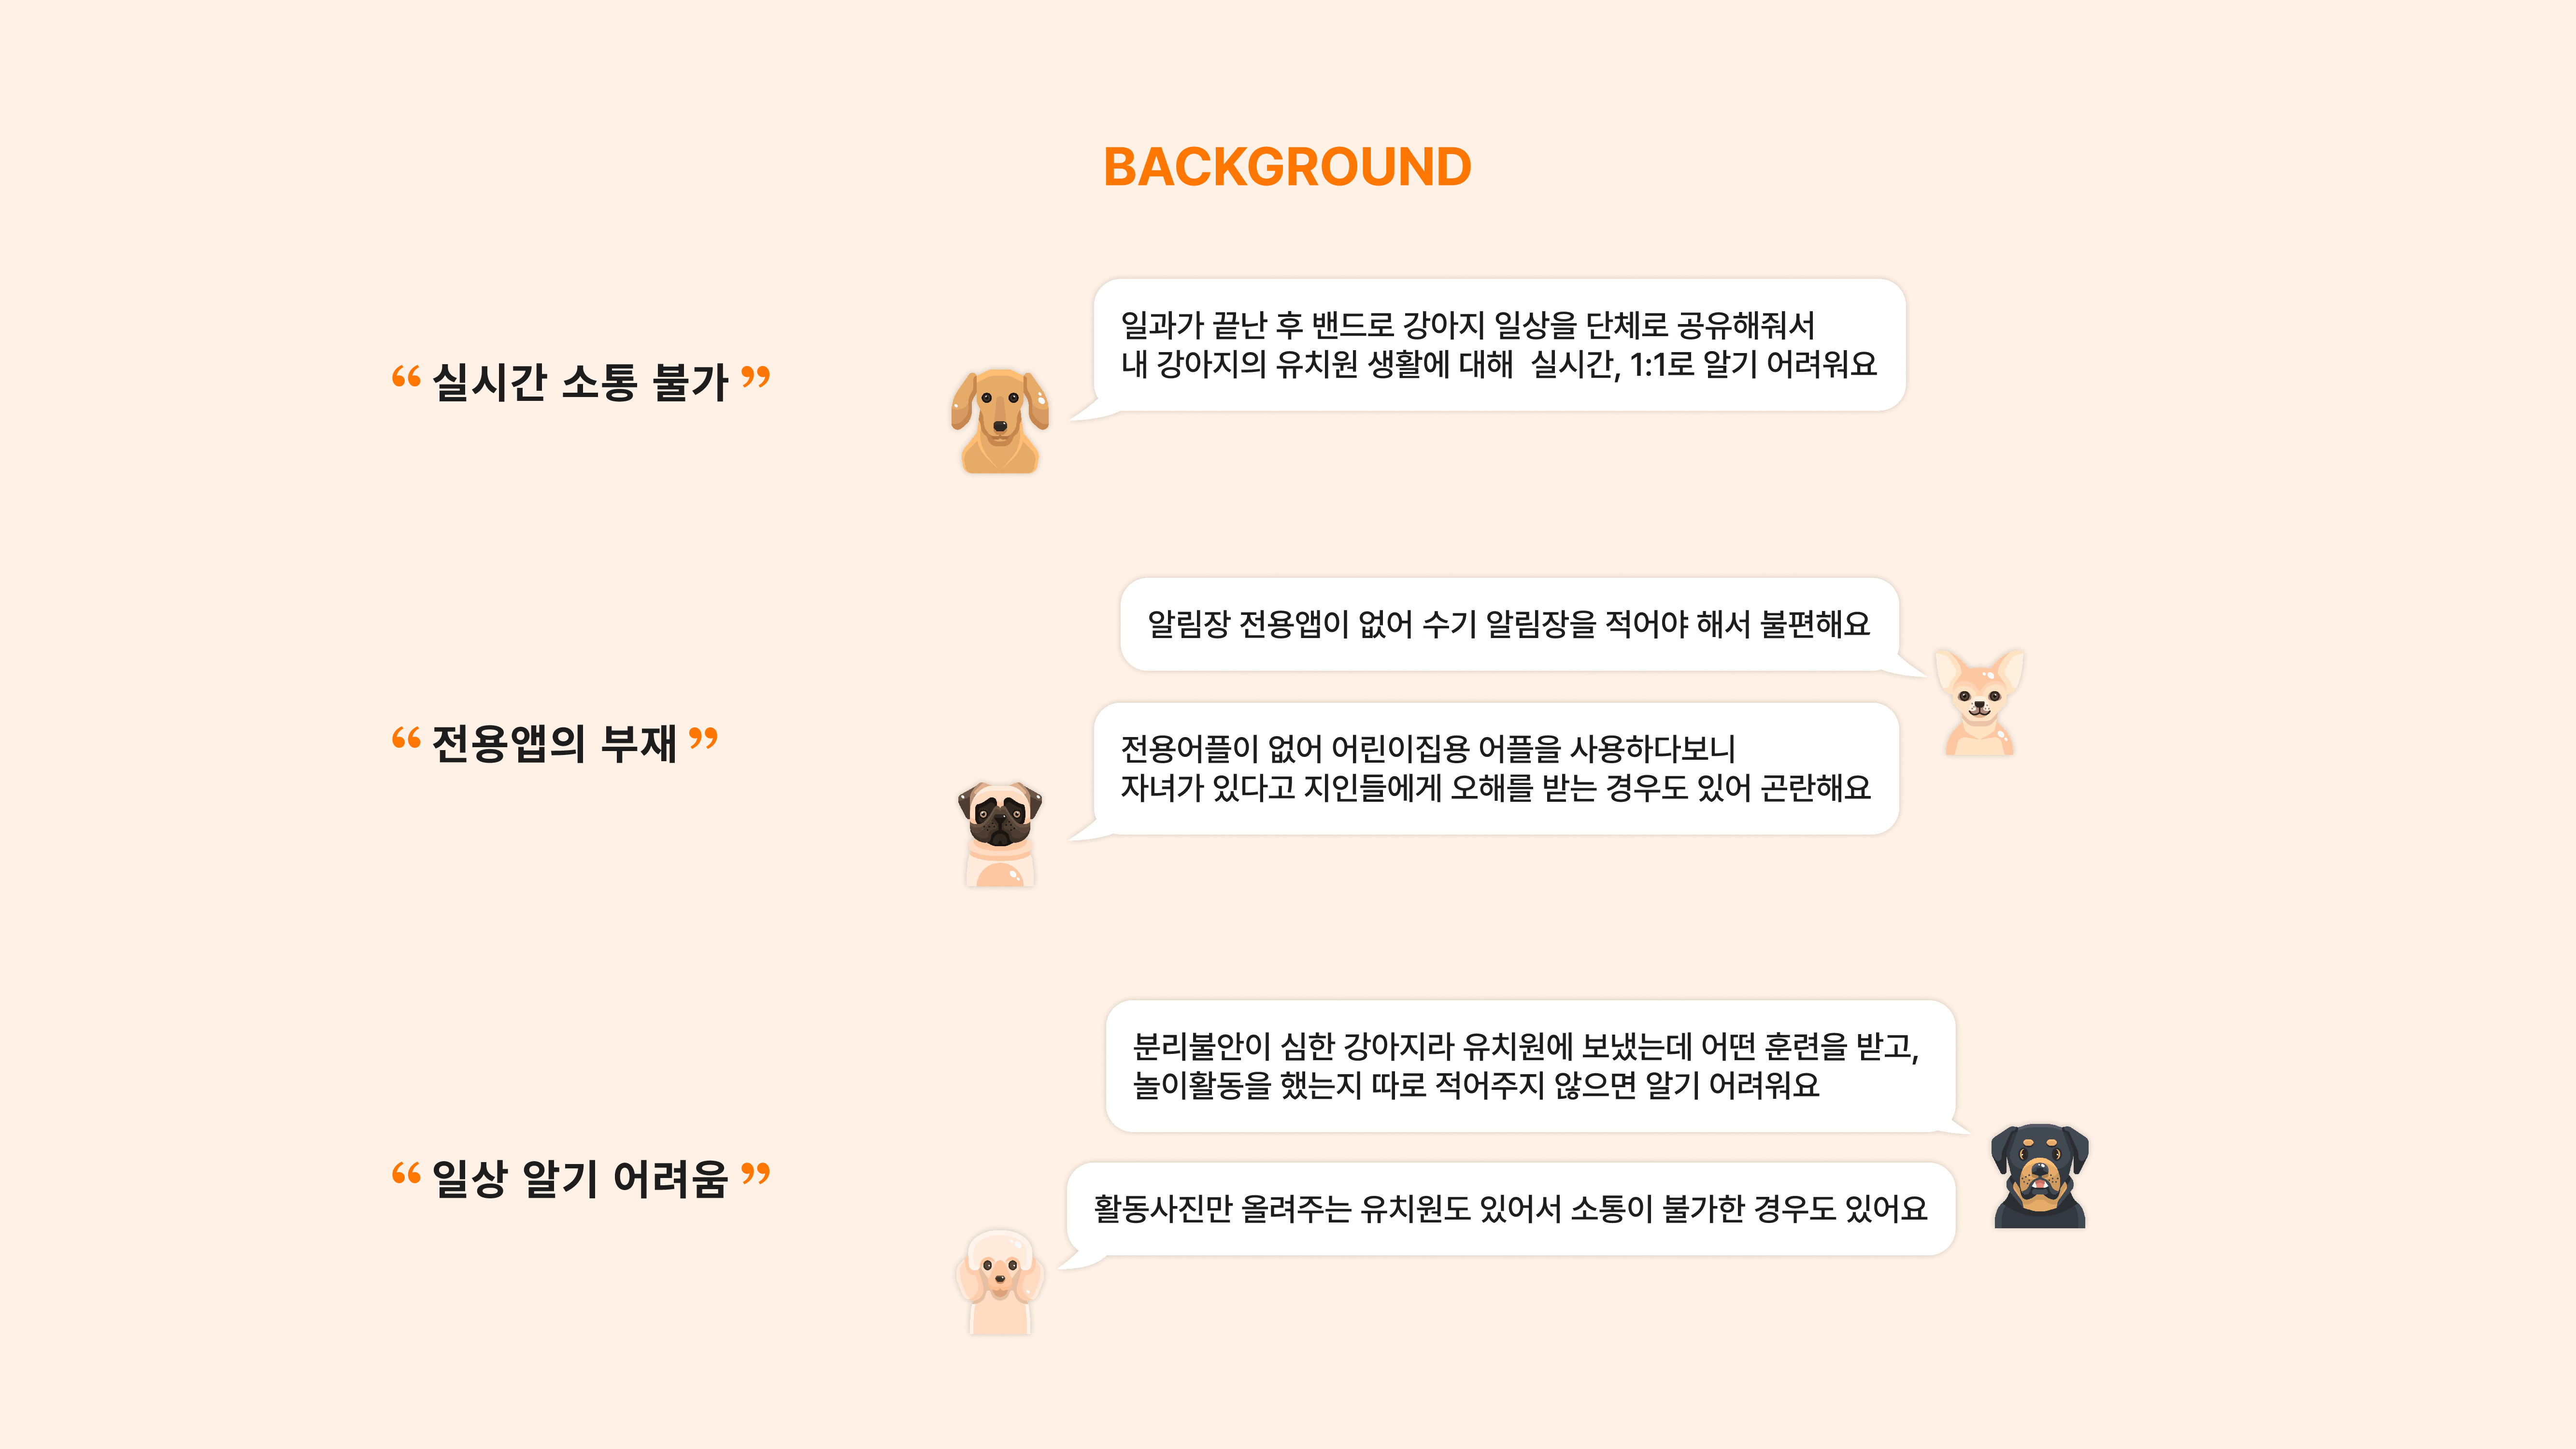 BACKGROUND
“ 실시간 소통 불가 ”
일과가 끝난 후 밴드로 강아지 일상을 단체로 공유해줘서
내 강아지의 유치원 생활에 대해  실시간, 1:1로 알기 어려워요
“ 전용앱의 부재 ”
알림장 전용앱이 없어 수기 알림장을 적어야 해서 불편해요
전용어플이 없어 어린이집용 어플을 사용하다보니
자녀가 있다고 지인들에게 오해를 받는 경우도 있어 곤란해요
“ 일상 알기 어려움 ”
분리불안이 심한 강아지라 유치원에 보냈는데 어떤 훈련을 받고,
놀이활동을 했는지 따로 적어주지 않으면 알기 어려워요
활동사진만 올려주는 유치원도 있어서 소통이 불가한 경우도 있어요